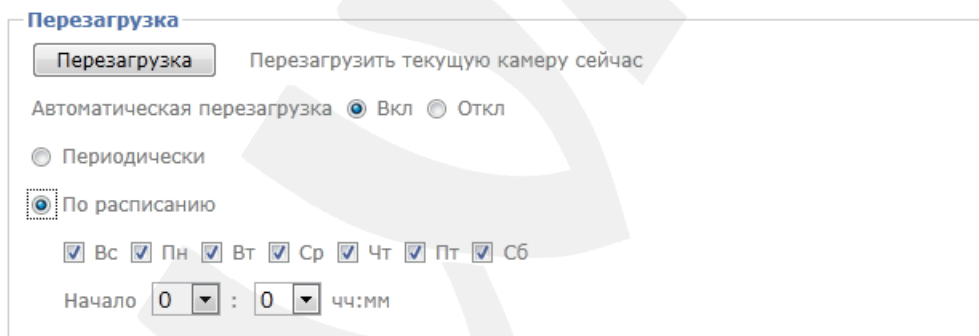 Перезагрузка
Перезагрузка Перезагрузить текущую камеру сейчас
Автоматическая перезагрузка Вкл Откл
Периодически
По расписанию
Вс Пн Вт Ср Чт Пт Сб
Начало 0 : 0 чч:мм